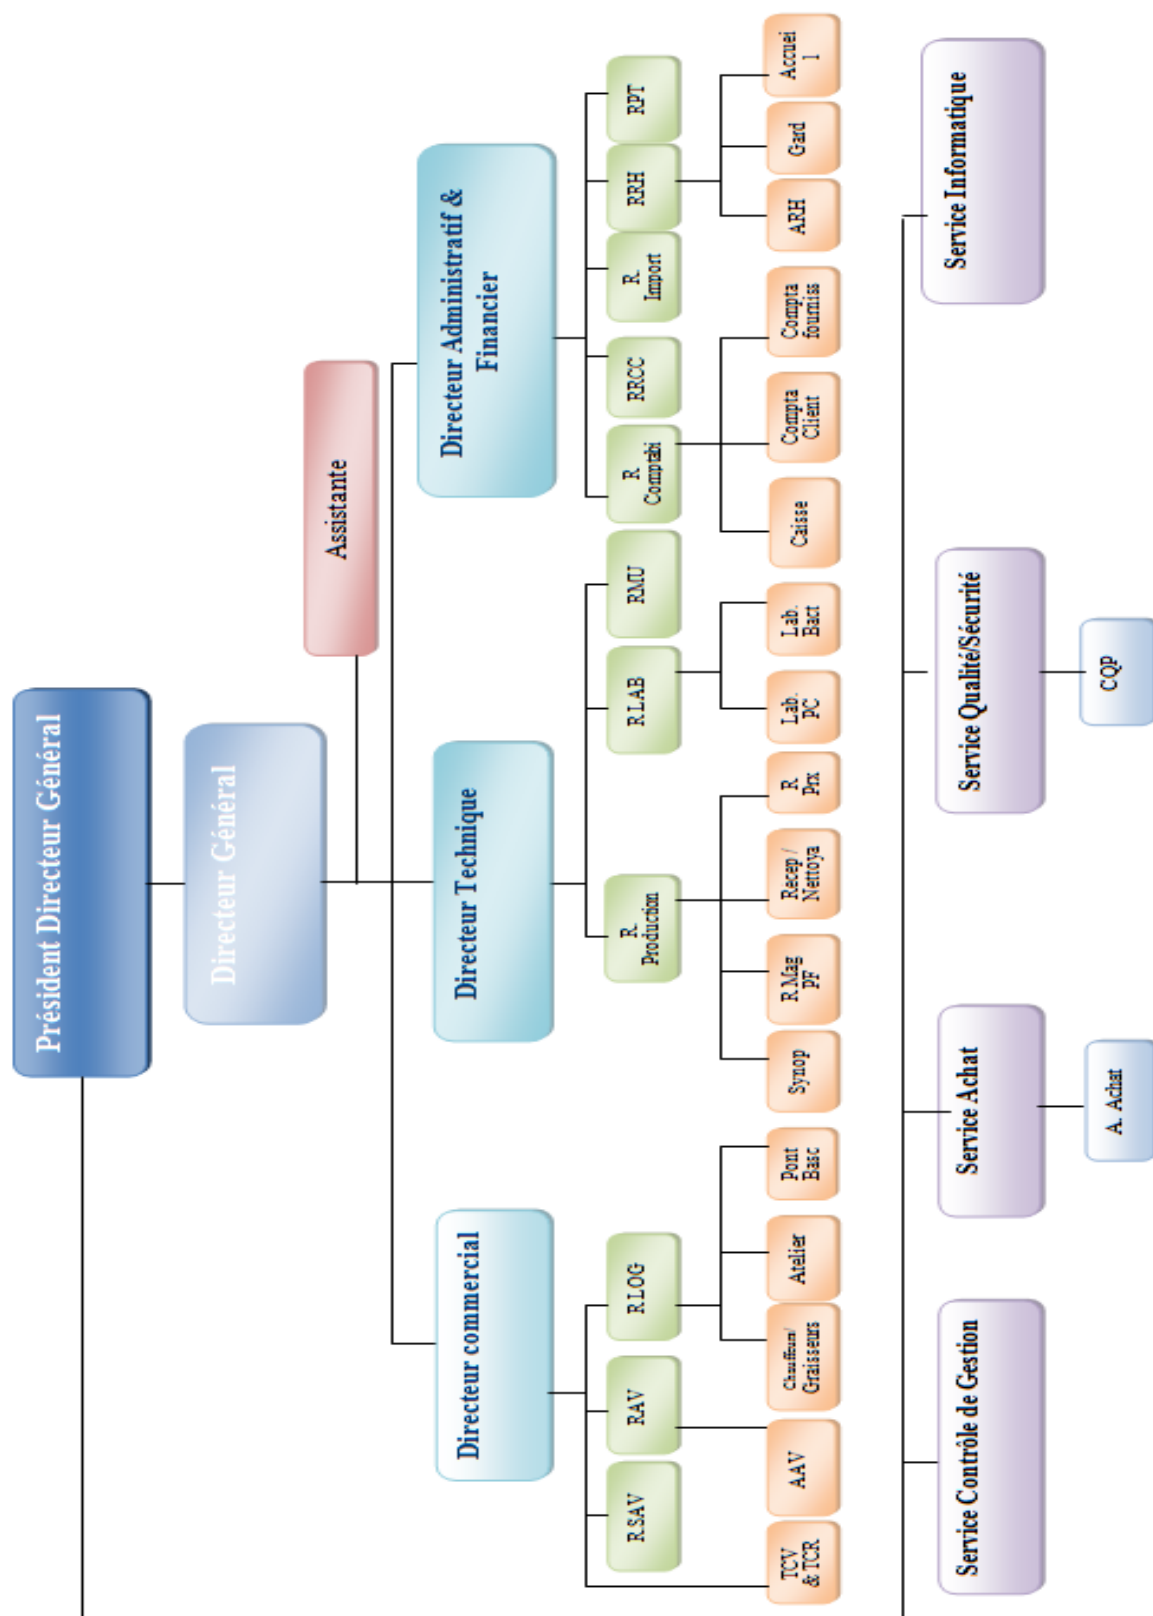 Président Directeur Général
Directeur Général
Assistante
Directeur commercial
Directeur Technique
Directeur Administratif &
Financier
R.SAV
RAV
R.LOG
R.
Production
R.LAB
RMU
R.
Comptabi
RRCC
R.
Import
RRH
RPT
TCV
& TCR
AAV
Chauffeurs/
Graisseurs
Atelier
Pont
Basc
Synop
R.Mag
PF
Récep /
Nettoya
R
Prx
Lab.
PC
Lab.
Bact
Caisse
Compta
Client
Compta
fourniss
ARH
Gard
Accuei
l
Service Contrôle de Gestion
Service Achat
Service Qualité/Sécurité
Service Informatique
A. Achat
CQP